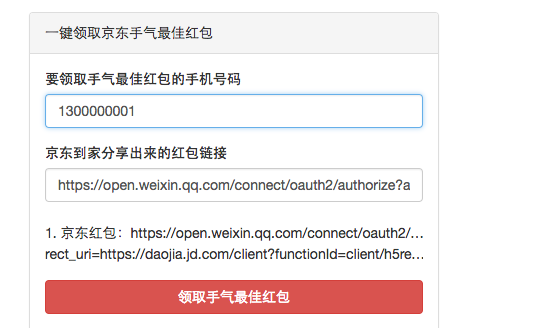 一键领取京东手气最佳红包
要领取手气最佳红包的手机号码
1300000001
京东到家分享出来的红包链接
https://open.weixin.qq.com/connect/oauth2/authorize?a
1. 京东红包：https://open.weixin.qq.com/connect/oauth2/…
rect_uri=https://daojia.jd.com/client?functionId=client/h5re…
领取手气最佳红包